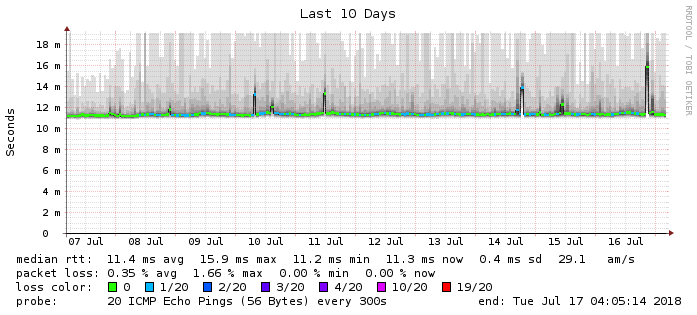 Last 10 Days
RRDTOOL / TOBI OETIKER
Seconds
18 m
16 m
14 m
12 m
10 m
8 m
6 m
4 m
2 m
0
07 Jul 08 Jul 09 Jul 10 Jul 11 Jul 12 Jul 13 Jul 14 Jul 15 Jul 16 Jul
median rtt: 11.4 ms avg 15.9 ms max 11.2 ms min 11.3 ms now 0.4 ms sd 29.1 am/s
packet loss: 0.35 % avg 1.66 % max 0.00 % min 0.00 % now
loss color: 0 1/20 2/20 3/20 4/20 10/20 19/20
probe: 20 ICMP Echo Pings (56 Bytes) every 300s end: Tue Jul 17 04:05:14 2018